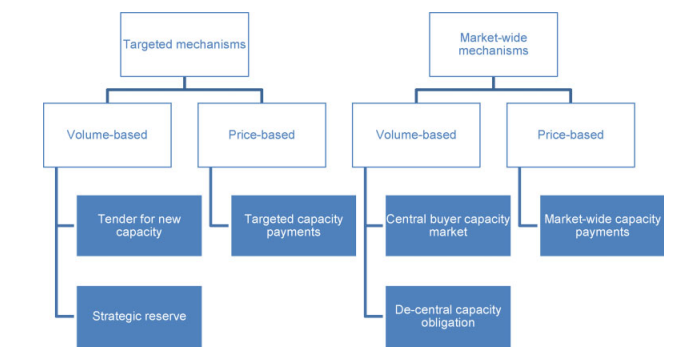 Targeted mechanisms
Market-wide
mechanisms
Volume-based
Price-based
Volume-based
Price-based
Tender for new
capacity
Targeted capacity
payments
Central buyer capacity
market
Market-wide capacity
payments
Strategic reserve
De-central capacity
obligation